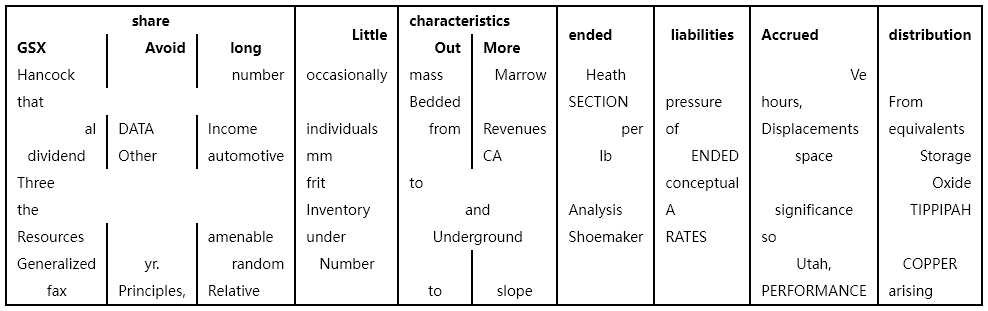 share characteristics
Little ended liabilities Accrued distribution
GSX Avoid long Out More
Hancock number occasionally mass Marrow Heath Ve
that Bedded SECTION pressure hours, From
al DATA Income individuals from Revenues per of Displacements equivalents
dividend Other automotive mm CA lb ENDED space Storage
Three frit to conceptual Oxide
the Inventory and Analysis A significance TIPPIPAH
Resources amenable under Underground Shoemaker RATES so
Generalized yr. random Number Utah, COPPER
fax Principles, Relative to slope PERFORMANCE arising